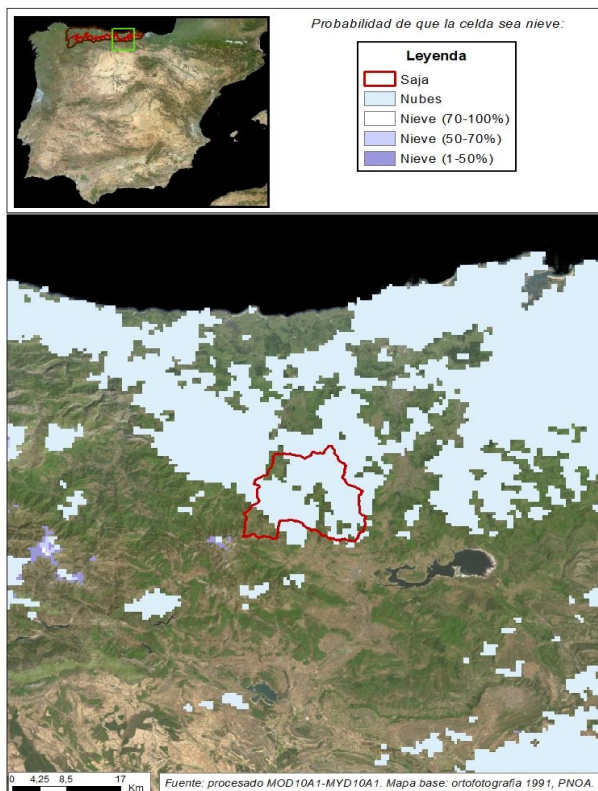 Probabilidad de que la celda sea nieve:
Leyenda
Saja
Nubes
Nieve (70-100%)
Nieve (50-70%)
Nieve (1-50%)
0 4,25 8,5 17
Km
Fuente: procesado MOD10A1-MYD10A1. Mapa base: ortofotografia 1991, PNOA.